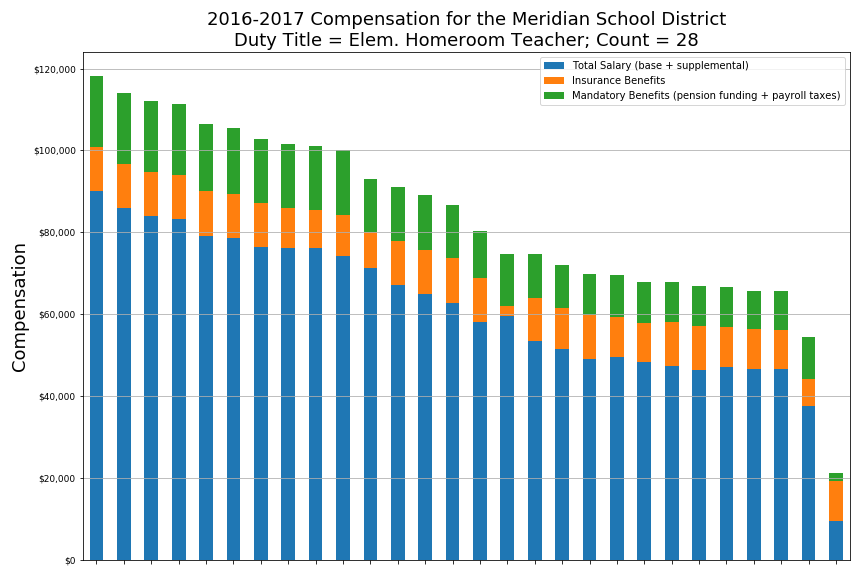 2016-2017 Compensation for the Meridian School District
Duty Title = Elem. Homeroom Teacher; Count = 28
Total Salary (base + supplemental)
Insurance Benefits
Mandatory Benefits (pension funding + payroll taxes)
Compensation
$120,000
$100,000
$80,000
$60,000
$40,000
$20,000
$0